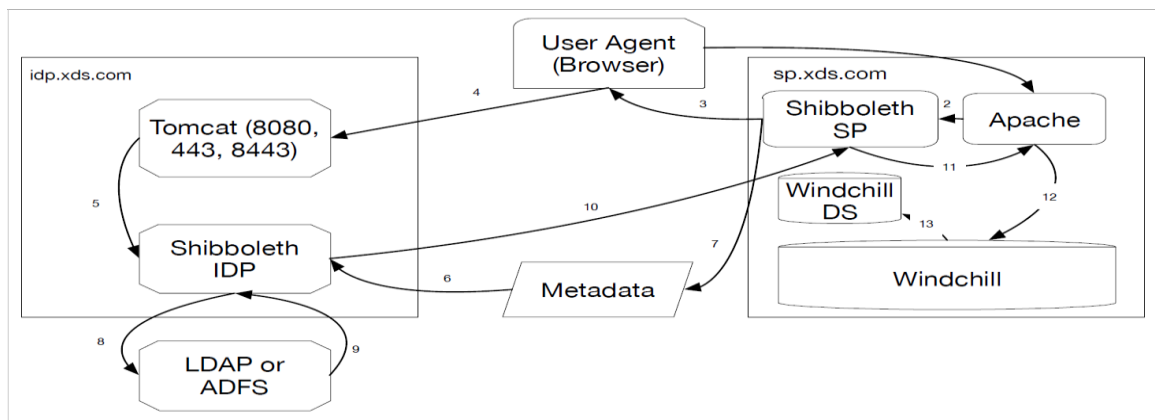 User Agent
(Browser)
idp.xds.com
sp.xds.com
4
3
Shibboleth
SP
2
Apache
Tomcat (8080,
443, 8443)
11
Windchill
DS
12
5
10
13
Shibboleth
IDP
7
6
Metadata
Windchill
8
9
LDAP or
ADFS